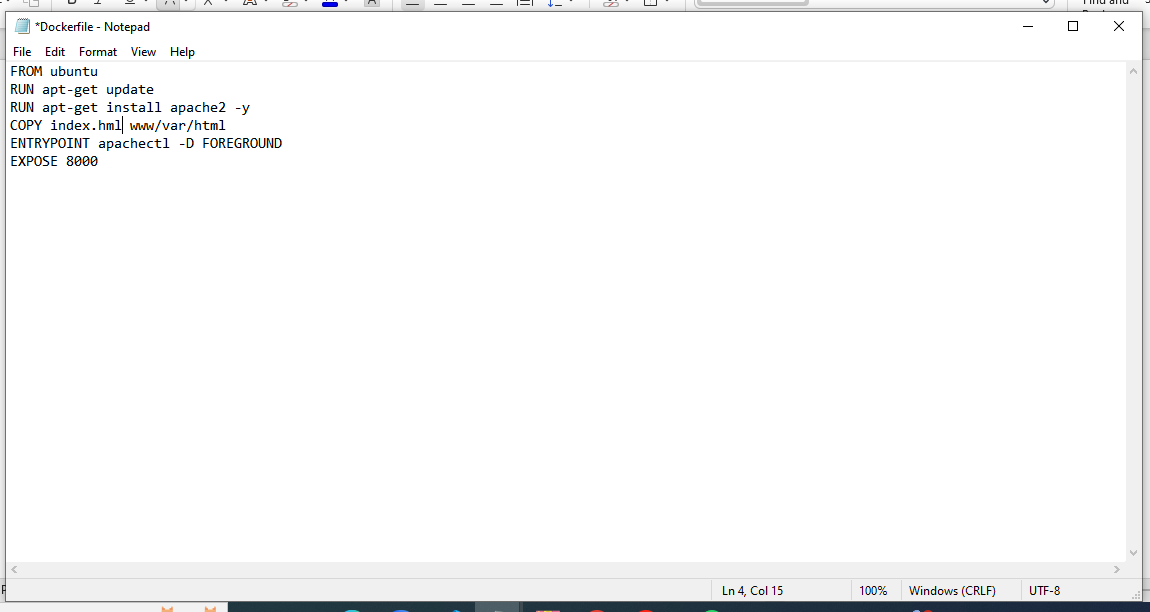 Find and
*Dockerfile - Notepad
File Edit Format View Help
FROM ubuntu
RUN apt-get update
RUN apt-get install apache2 -y
COPY index.hml www/var/html
ENTRYPOINT apachectl -D FOREGROUND
EXPOSE 8000
Ln 4, Col 15 100% Windows (CRLF) UTF-8